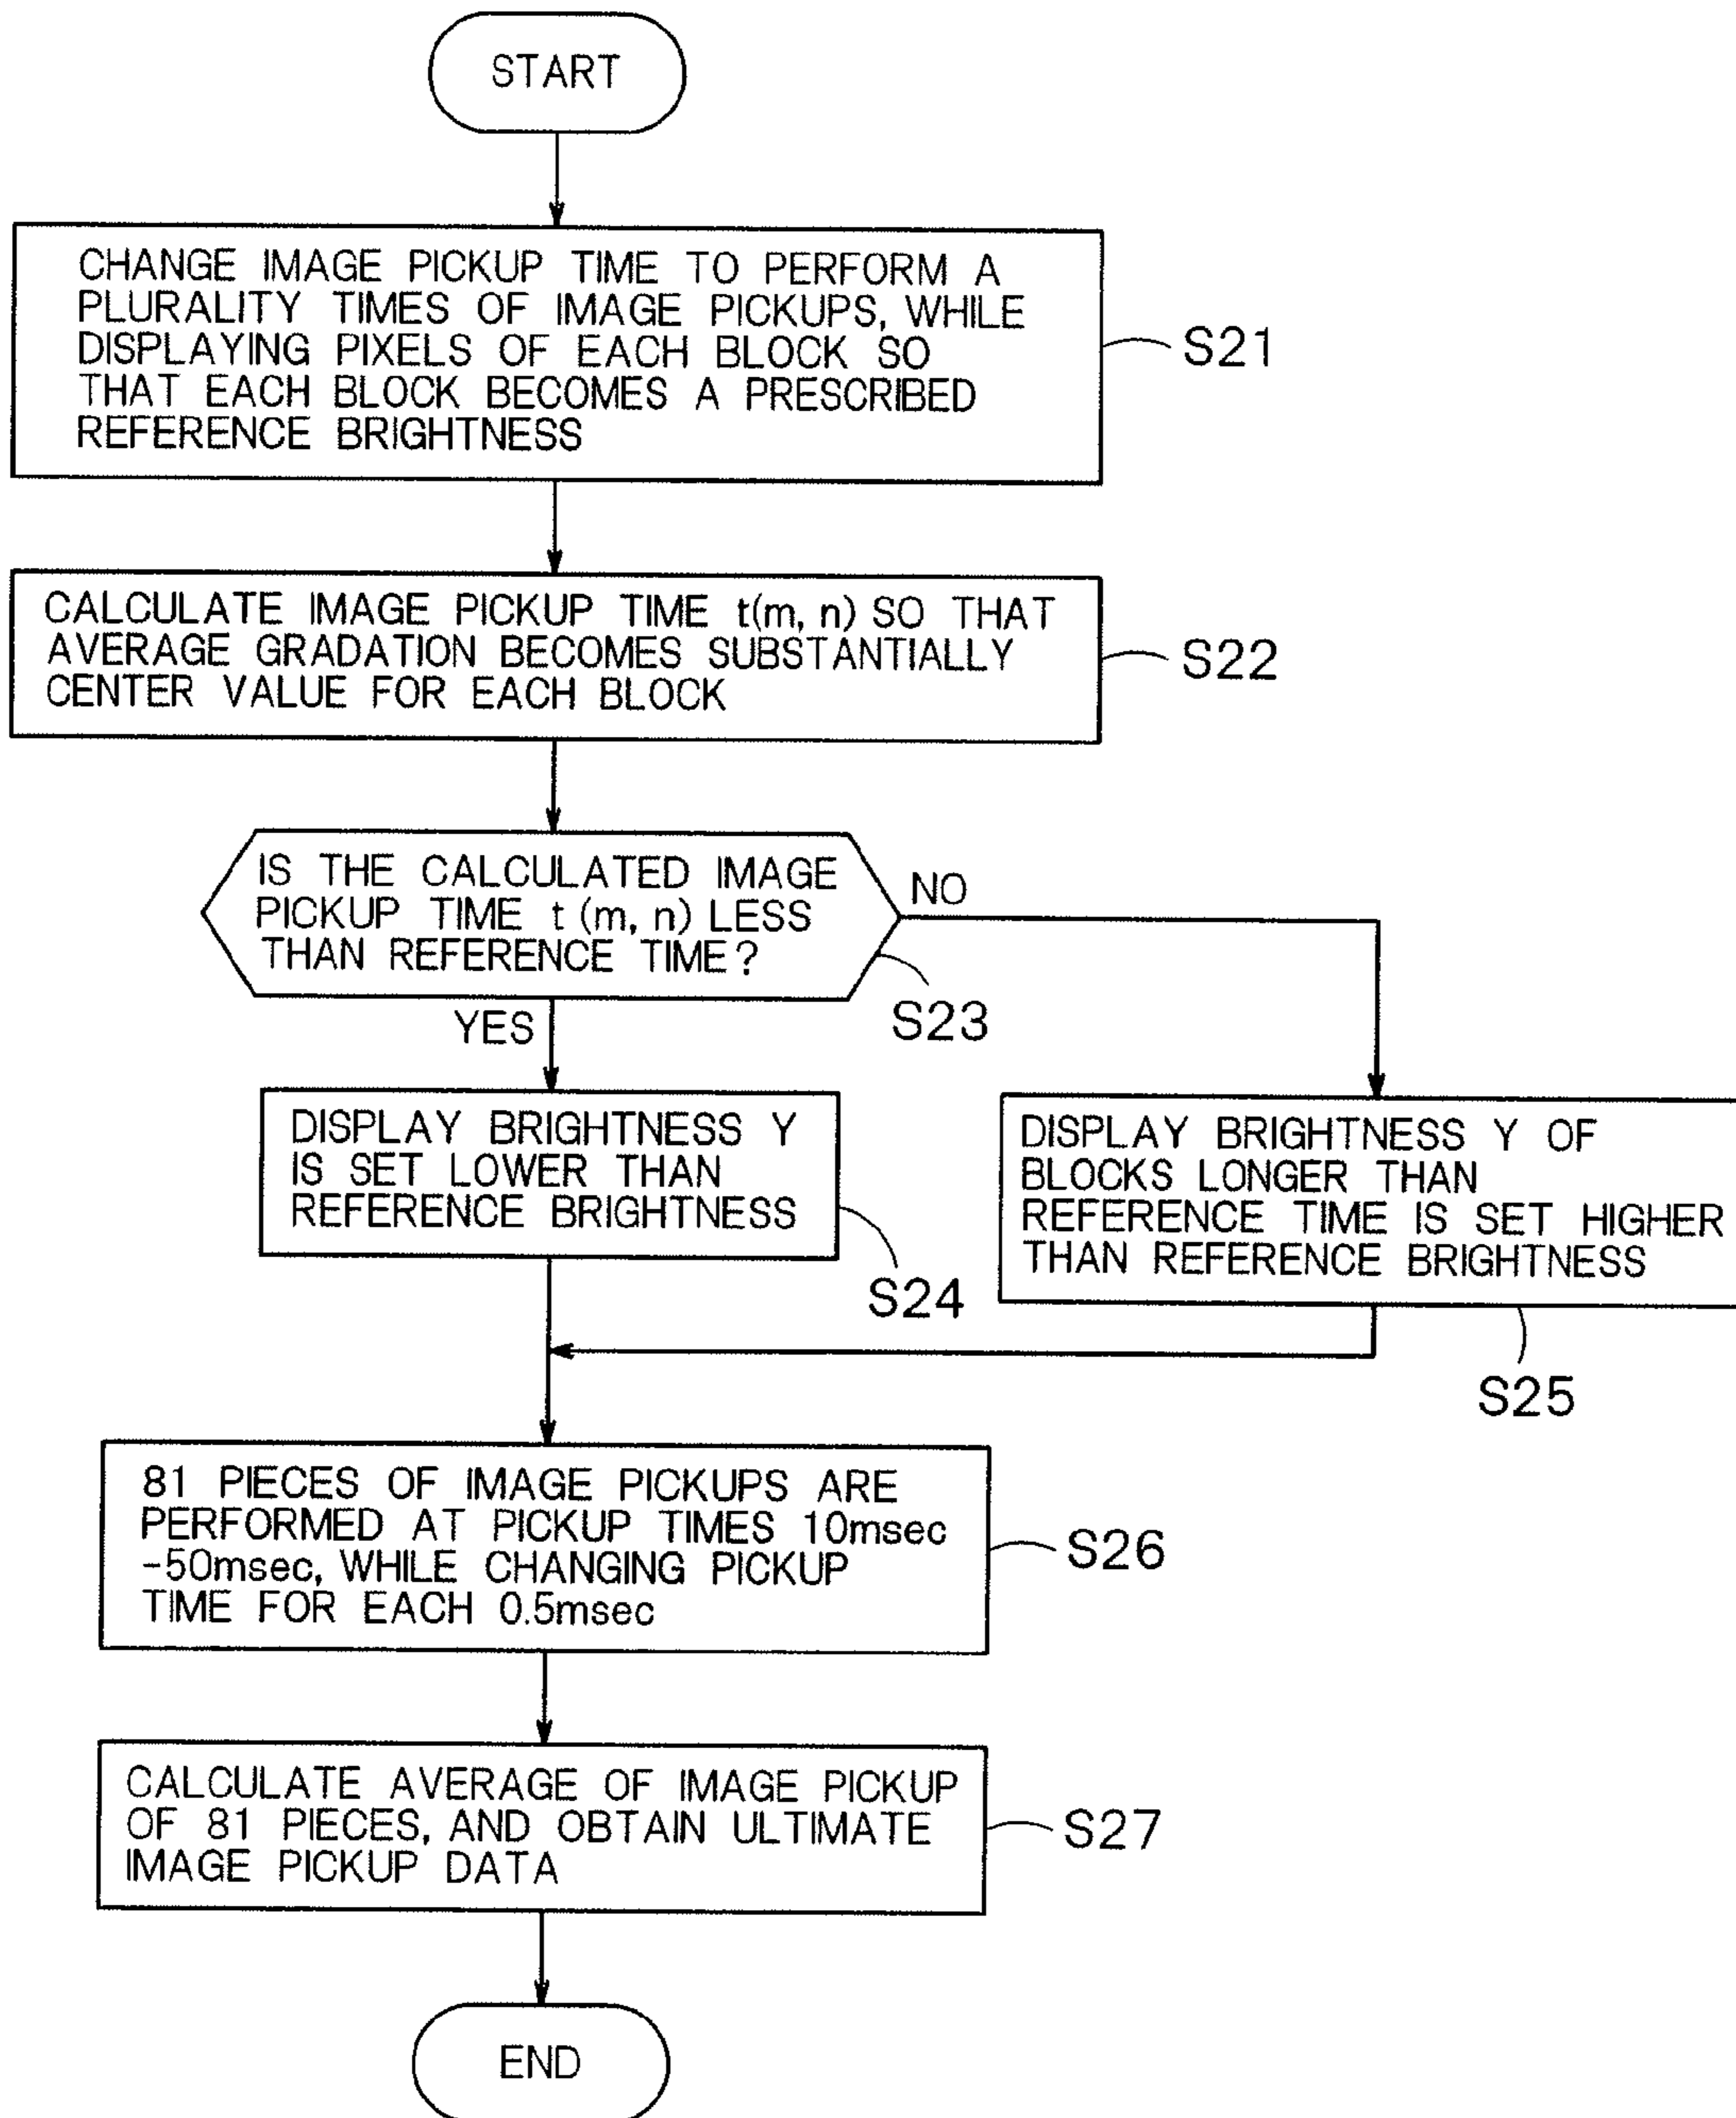 START
CHANGE IMAGE PICKUP TIME TO PERFORM A
PLURALITY TIMES OF IMAGE PICKUPS, WHILE
DISPLAYING PIXELS OF EACH BLOCK SO
THAT EACH BLOCK BECOMES A PRESCRIBED
REFERENCE BRIGHTNESS
S21
CALCULATE IMAGE PICKUP TIME t(m, n) SO THAT
AVERAGE GRADATION BECOMES SUBSTANTIALLY
CENTER VALUE FOR EACH BLOCK
S22
IS THE CALCULATED IMAGE
PICKUP TIME t (m, n) LESS
THAN REFERENCE TIME?
NO
S23
YES
DISPLAY BRIGHTNESS Y
IS SET LOWER THAN
REFERENCE BRIGHTNESS
S24
DISPLAY BRIGHTNESS Y OF
BLOCKS LONGER THAN
REFERENCE TIME IS SET HIGHER
THAN REFERENCE BRIGHTNESS
S25
81 PIECES OF IMAGE PICKUPS ARE
PERFORMED AT PICKUP TIMES 10msec
-50msec, WHILE CHANGING PICKUP
TIME FOR EACH 0.5msec
S26
CALCULATE AVERAGE OF IMAGE PICKUP
OF 81 PIECES, AND OBTAIN ULTIMATE
IMAGE PICKUP DATA
S27
END